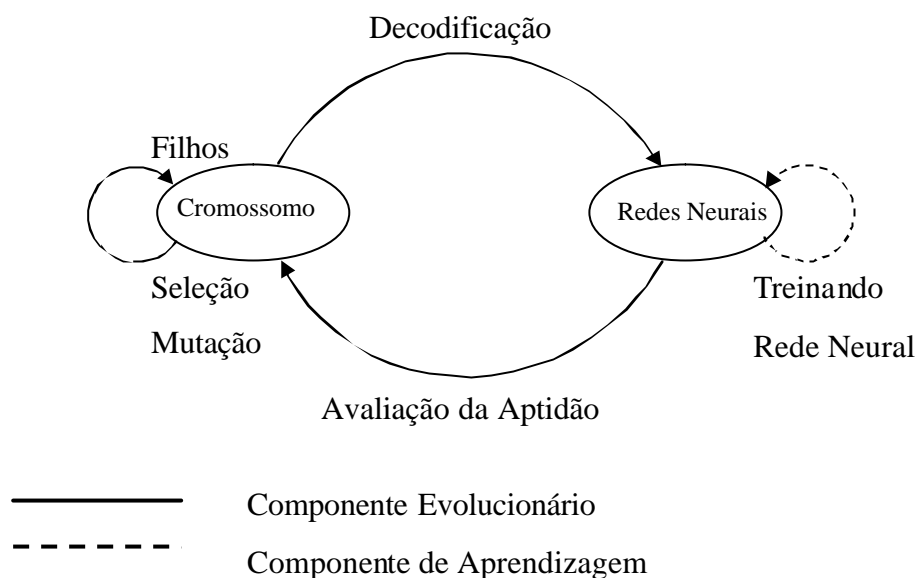 Decodificação
Filhos
Cromossomo
Redes Neurais
Seleção
Mutação
Treinando
Rede Neural
Avaliação da Aptidão
Componente Evolucionário
Componente de Aprendizagem